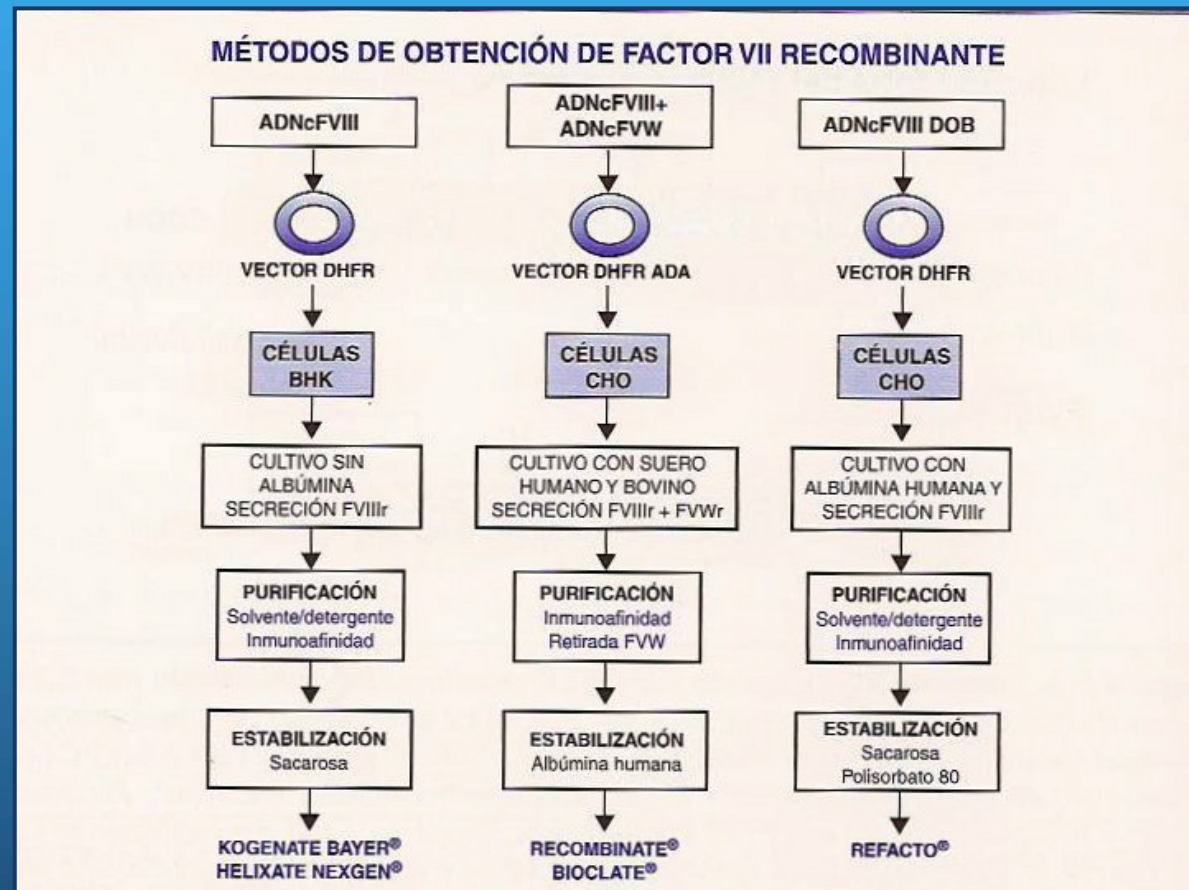 MÉTODOS DE OBTENCIÓN DE FACTOR VII RECOMBINANTE
ADNcFVIII
VECTOR DHFR
CÉLULAS
BHK
CULTIVO SIN
ALBÚMINA
SECRECIÓN FVIIIr
PURIFICACIÓN
Solvente/detergente
Inmunoafinidad
ESTABILIZACIÓN
Sacarosa
KOGENATE BAYER®
HELIXATE NEXGEN®
ADNcFVIII+
ADNcFVW
VECTOR DHFR ADA
CÉLULAS
CHO
CULTIVO CON SUERO
HUMANO Y BOVINO
SECRECIÓN FVIIIr + FVWr
PURIFICACIÓN
Inmunoafinidad
Retirada FVW
ESTABILIZACIÓN
Albúmina humana
RECOMBINATE®
BIOCLATE®
ADNcFVIII DOB
VECTOR DHFR
CÉLULAS
CHO
CULTIVO CON
ALBÚMINA HUMANA Y
SECRECIÓN FVIIIr
PURIFICACIÓN
Solvente/detergente
Inmunoafinidad
ESTABILIZACIÓN
Sacarosa
Polisorbato 80
REFACTO®